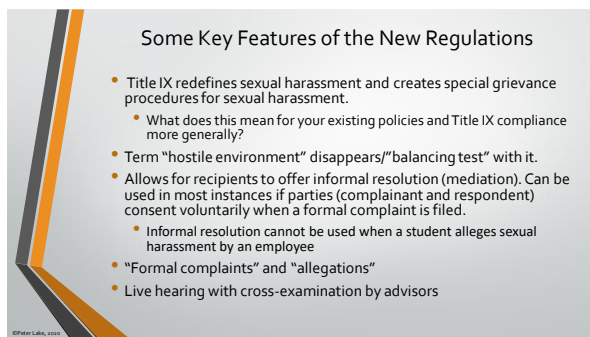 Some Key Features of the New Regulations
• Title IX redefines sexual harassment and creates special grievance
procedures for sexual harassment.
• What does this mean for your existing policies and Title IX compliance
more generally?
• Term “hostile environment” disappears/“balancing test” with it.
• Allows for recipients to offer informal resolution (mediation). Can be
used in most instances if parties (complainant and respondent)
consent voluntarily when a formal complaint is filed.
• Informal resolution cannot be used when a student alleges sexual
harassment by an employee
• “Formal complaints” and “allegations”
• Live hearing with cross-examination by advisors
©Peter Lake, 2020